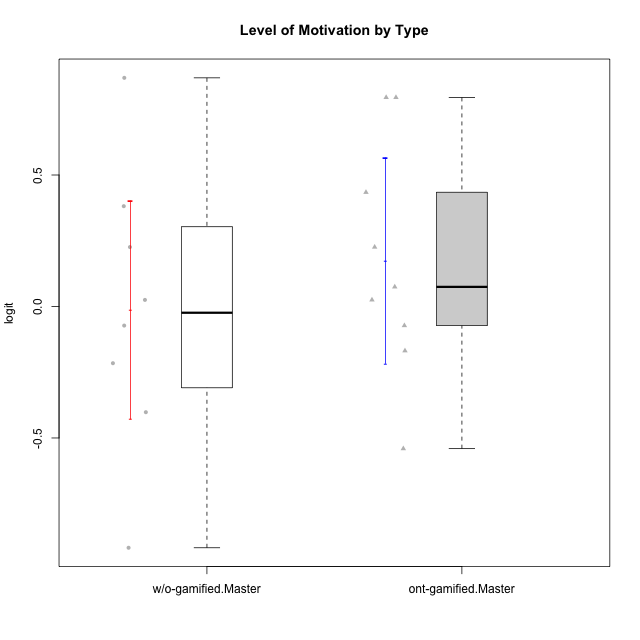 Level of Motivation by Type
logit
0.5
0.0
-0.5
w/o-gamified.Master
ont-gamified.Master